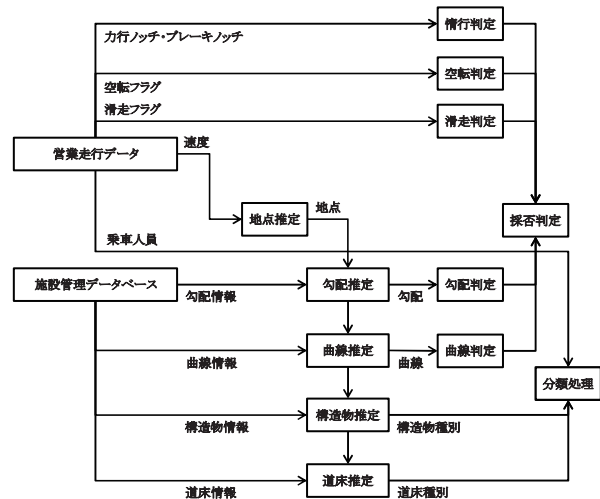 惰行判定
力行ノッチ・ブレーキノッチ
空転判定
空転フラグ
滑走フラグ
滑走判定
営業走行データ
速度
地点推定
地点
採否判定
乗車人員
施設管理データベース
勾配情報
勾配推定
勾配
勾配判定
曲線推定
曲線判定
曲線情報
曲線
分類処理
構造物推定
構造物情報
構造物種別
道床推定
道床情報
道床種別